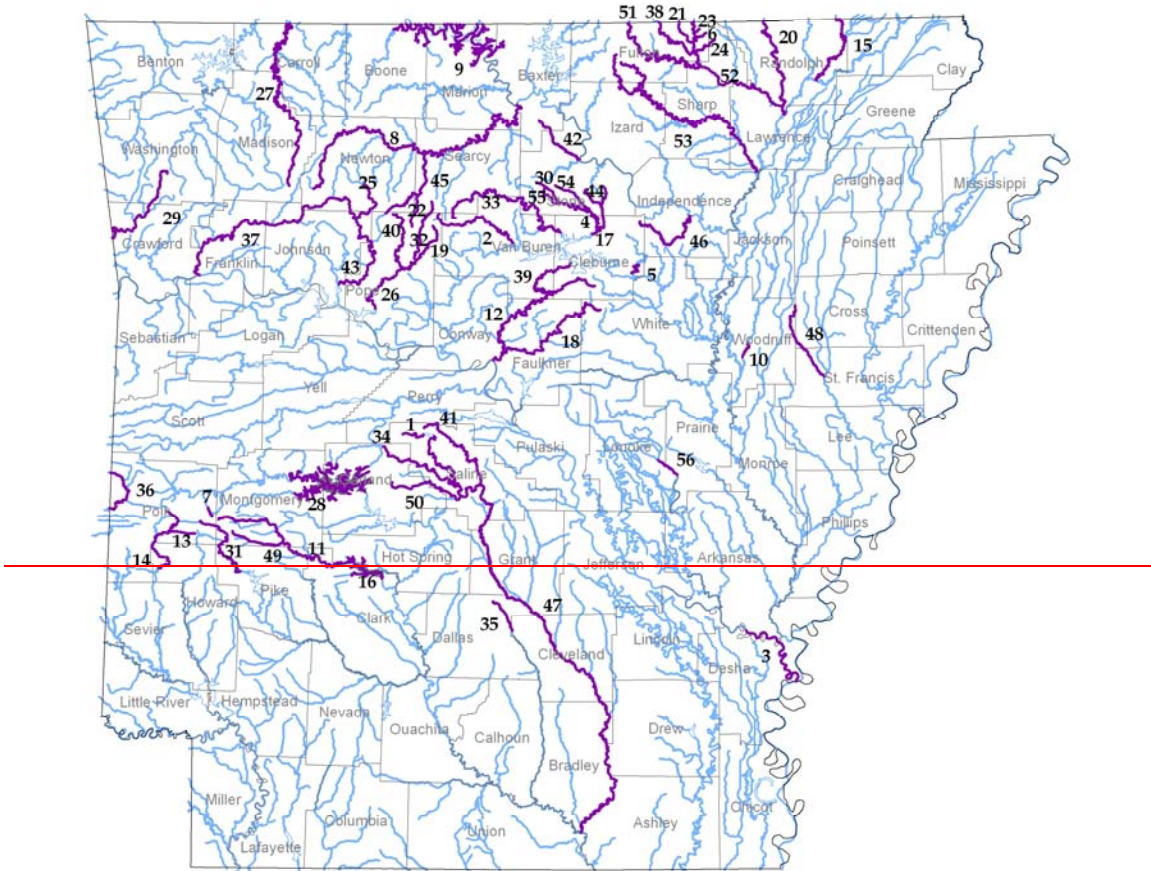 51 38 21 23
6
24
20 15
Benton Carroll Boone 9 Marion Baxter Fulton Randolph Clay
27
52
Sharp Greene
Washington Madison 8 Newton Searcy 42 Izard 53 Lawrence
25 45 30 54 44 Craighead Mississippi
29 22 33 55 Stone Independence
37 40 32 19 2 4 17 46
Crawford Franklin Johnson Van Buren Cleburne Jackson Poinsett
43 Pope 26 39 5
12 18
Sebastian Logan Conway White Woodruff 48 Cross Crittenden
10
Faulkner St. Francis
Yell
Perry
Scott 1 41 Prairie
34 Pulaski Lonoke Lee
Saline 56 Monroe
36 7 Montgomery Garland
28 50
Polk Phillips
13
14 31 49 11 Hot Spring Grant Jefferson Arkansas
16
Pike
Howard Clark 47
Sevier 35 Dallas Lincoln
Cleveland 3
Desha
Little River Hempstead
Nevada
Ouachita Calhoun Drew
Bradley
Miller Chicot
Columbia Union Ashley
Lafayette